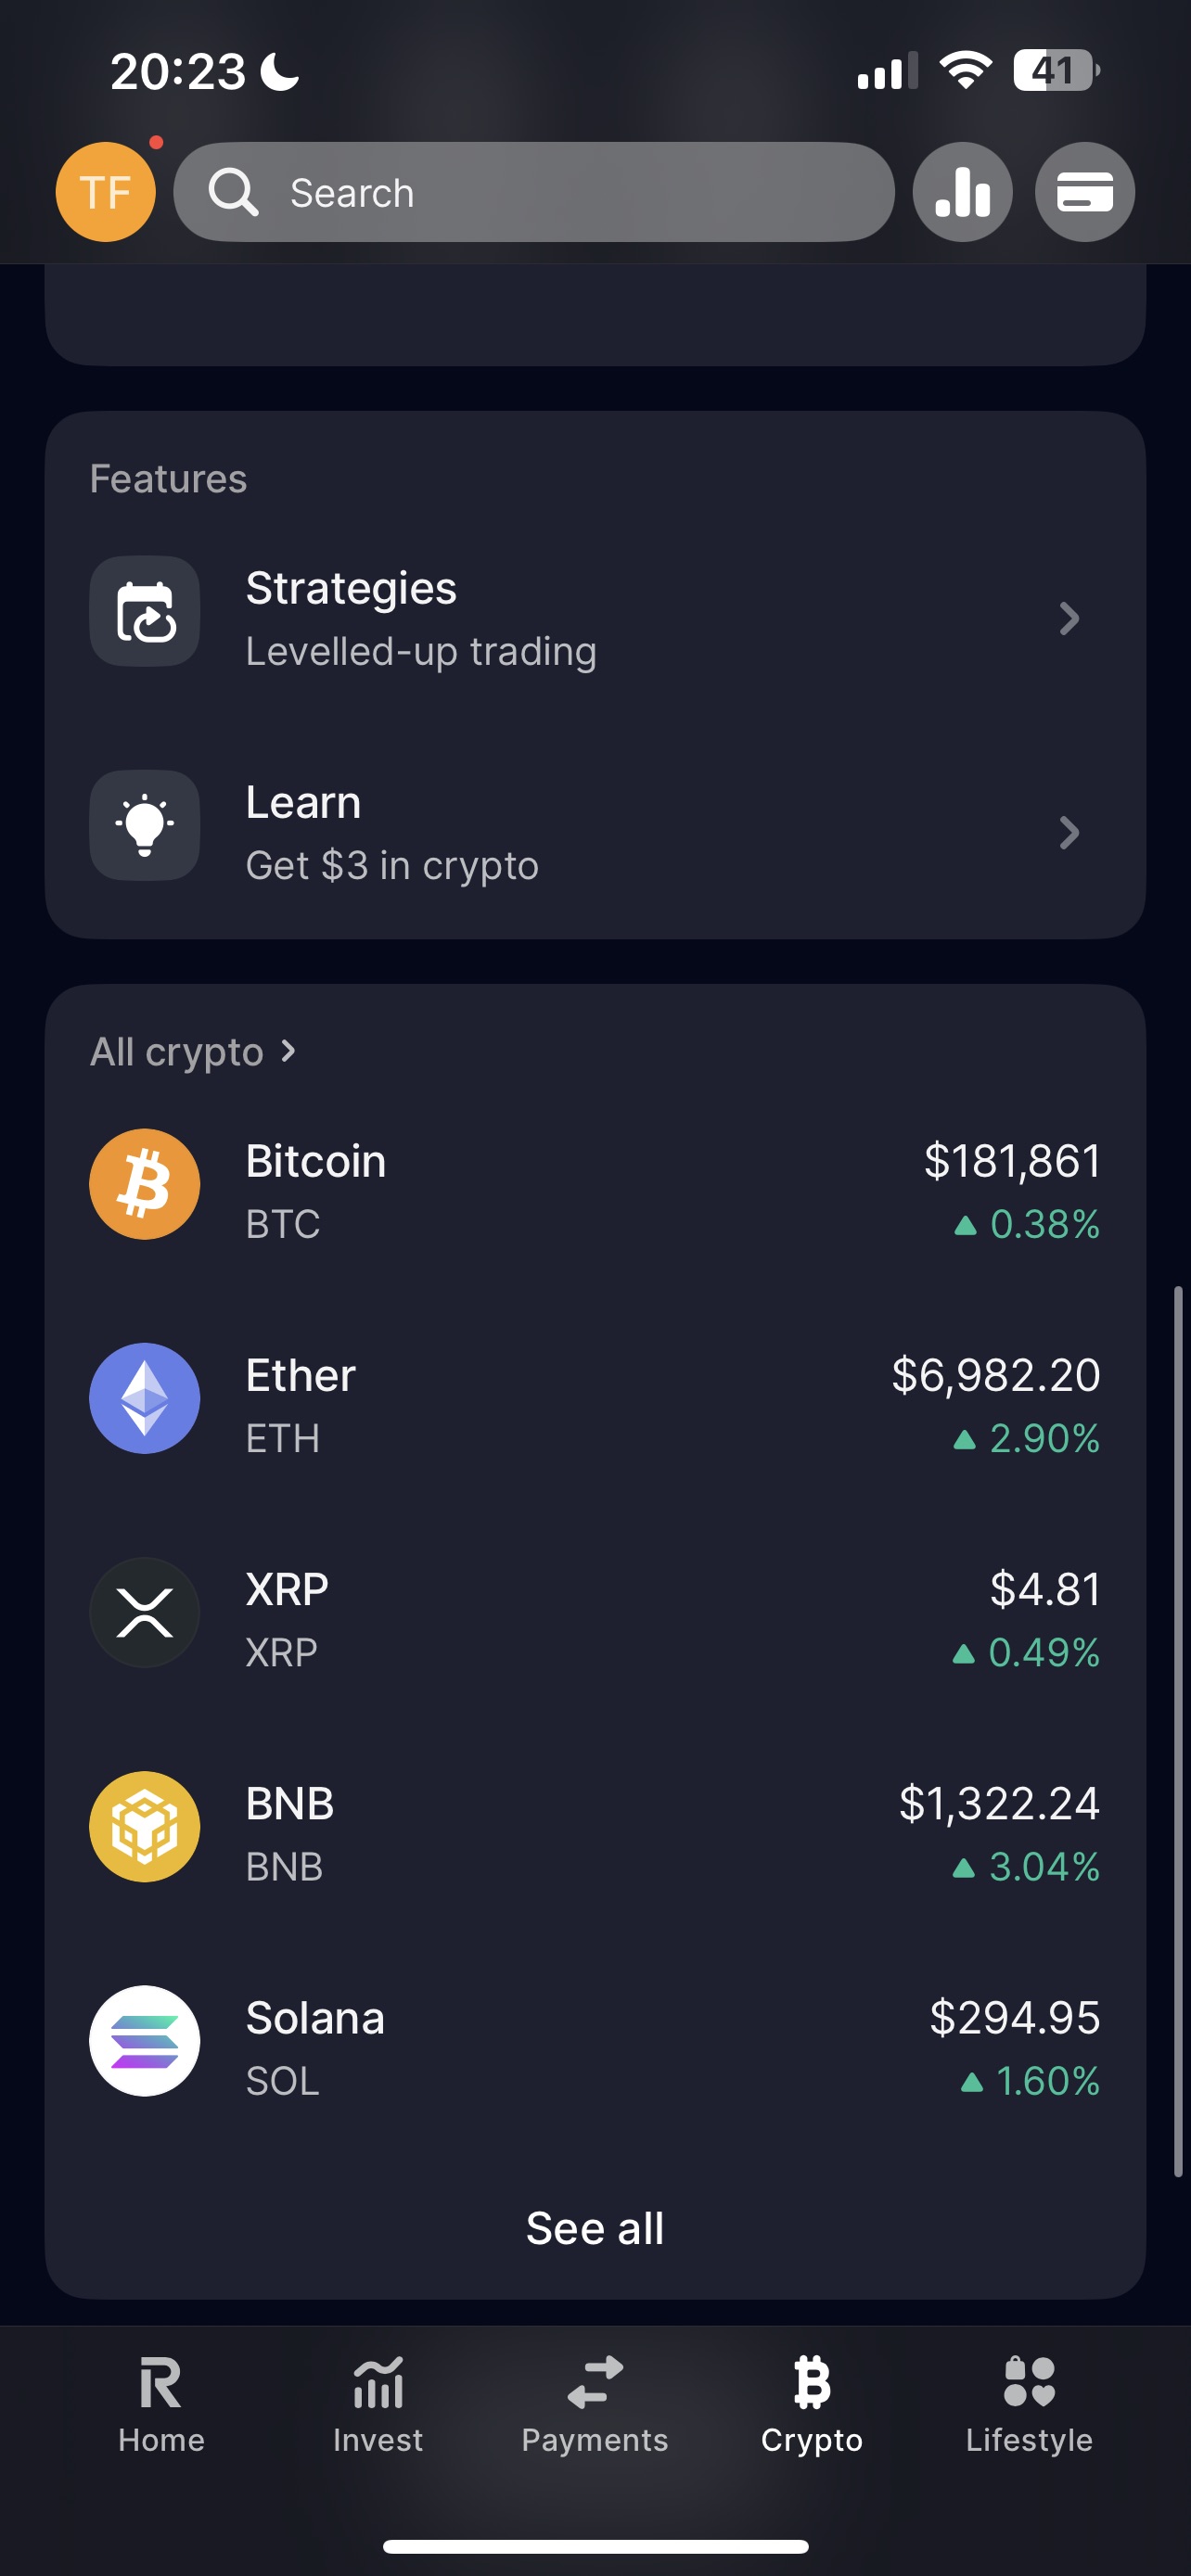 20:23
41
TF
Search
Features
Strategies
Levelled-up trading
Learn
Get $3 in crypto
All crypto
Bitcoin
$181,861
BTC
0.38%
Ether
$6,982.20
ETH
2.90%
XRP
$4.81
XRP
0.49%
BNB
$1,322.24
BNB
3.04%
Solana
$294.95
SOL
1.60%
See all
Home
Invest
Payments
Crypto
Lifestyle